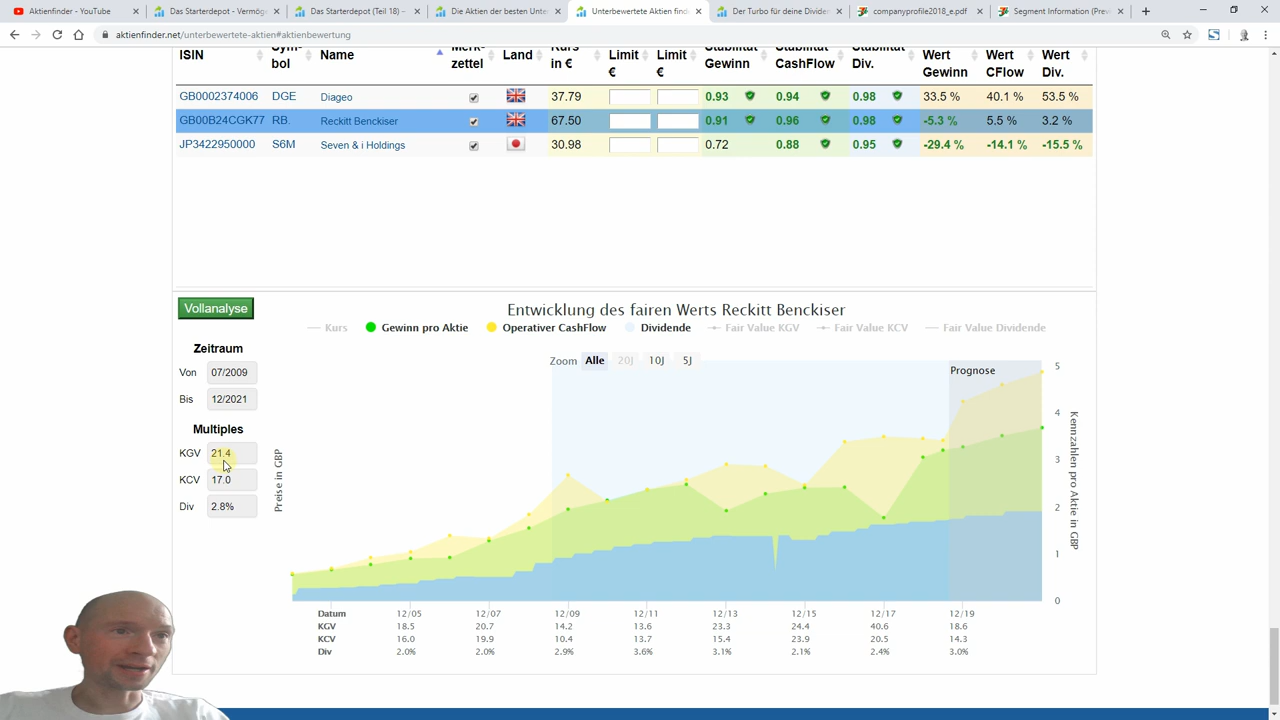 Aktienfinder - YouTube
Das Starterdepot - Vermög
Das Starterdepot (Teil 18) –
Die Aktien der besten Unter
Unterbewertete Aktien find
Der Turbo für deine Dividen
companyprofile2018_e.pdf
Segment Information (Prev
aktienfinder.net/unterbewertete-aktien#aktienbewertung
ISIN Sym-bol Name Merk-zettel Land Kurs in € Limit € Limit € Stabilität Gewinn Stabilität CashFlow Stabilität Div. Wert Gewinn Wert CFlow Wert Div.
GB0002374006 DGE Diageo 37.79 0.93 0.94 0.98 33.5 % 40.1 % 53.5 %
GB00B24CGK77 RB. Reckitt Benckiser 67.50 0.91 0.96 0.98 -5.3 % 5.5 % 3.2 %
JP3422950000 S6M Seven & i Holdings 30.98 0.72 0.88 0.95 -29.4 % -14.1 % -15.5 %
Vollanalyse
Entwicklung des fairen Werts Reckitt Benckiser
Kurs Gewinn pro Aktie Operativer CashFlow Dividende Fair Value KGV Fair Value KCV Fair Value Dividende
Zeitraum
Von 07/2009
Bis 12/2021
Multiples
KGV 21.4
KCV 17.0
Div 2.8%
Zoom Alle 20J 10J 5J
Prognose
Preise in GBP
5
4
3
2
1
0
Kennzahlen pro Aktie in GBP
Datum 12/05 12/07 12/09 12/11 12/13 12/15 12/17 12/19
KGV 18.5 20.7 14.2 13.6 23.3 24.4 40.6 18.6
KCV 16.0 19.9 10.4 13.7 15.4 23.9 20.5 14.3
Div 2.0% 2.0% 2.9% 3.6% 3.1% 2.1% 2.4% 3.0%